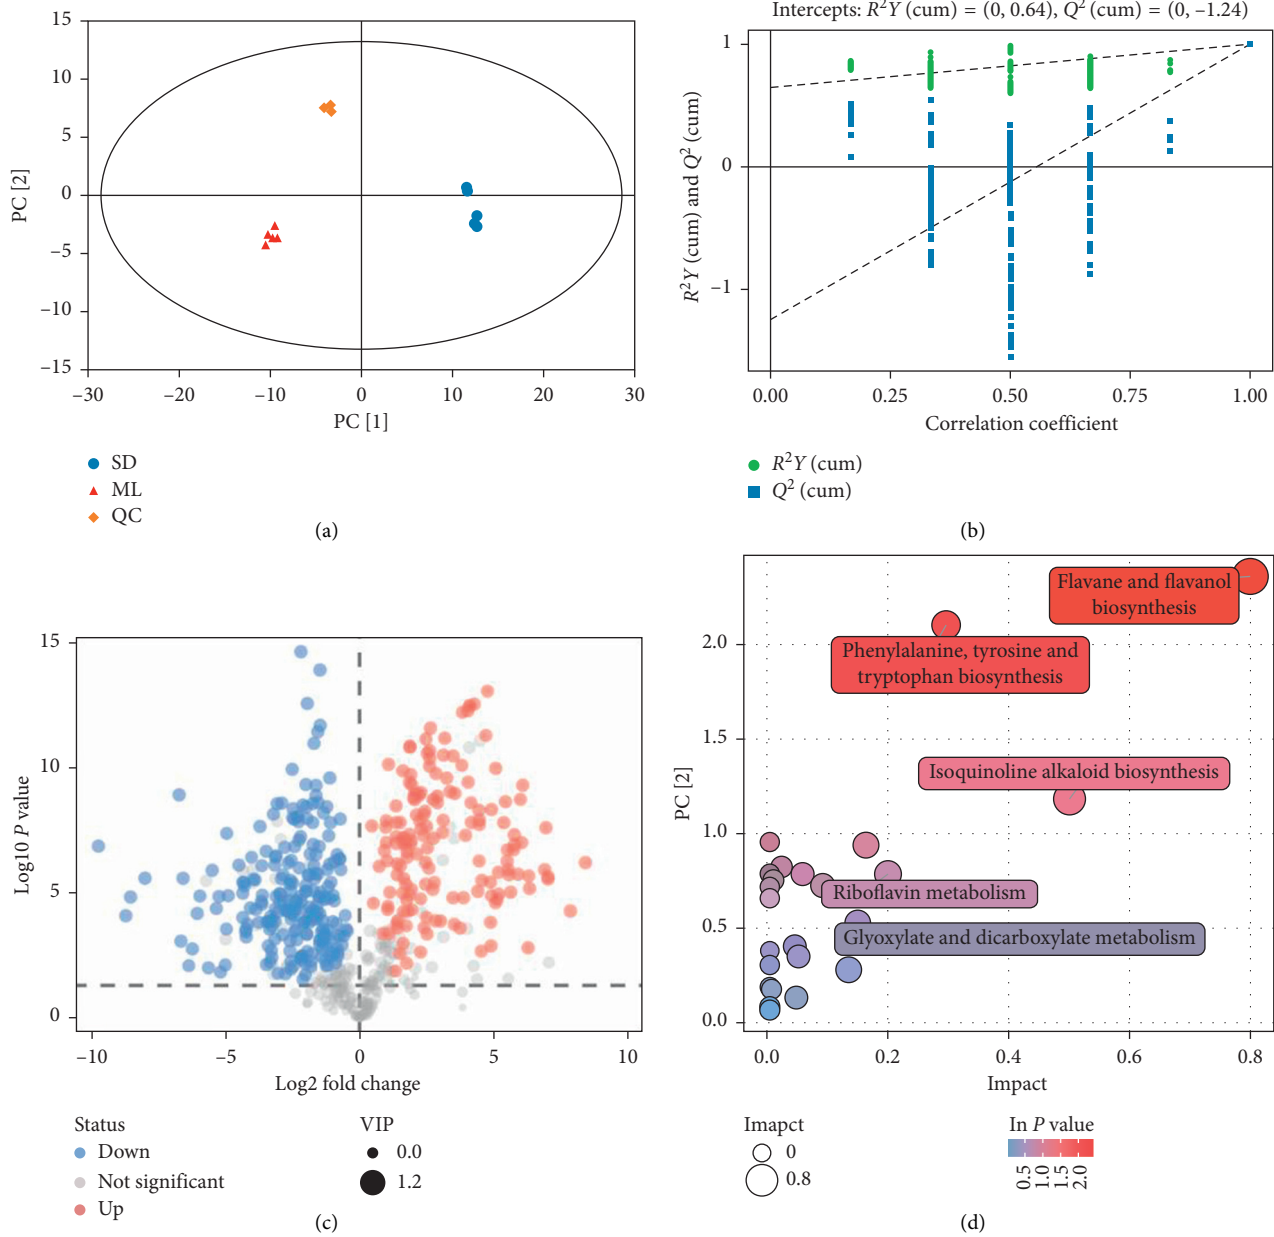 15
10
5
0
−5
−10
−15
PC [2]
−30
−20
−10
0
10
20
30
PC [1]
SD
ML
QC
(a)
Intercepts: R²Y (cum) = (0, 0.64), Q² (cum) = (0, −1.24)
1
0
−1
R²Y (cum) and Q² (cum)
0.00
0.25
0.50
0.75
1.00
Correlation coefficient
R²Y (cum)
Q² (cum)
(b)
15
10
5
0
Log10 P value
−10
−5
0
5
10
Log2 fold change
Status
Down
Not significant
Up
VIP
0.0
1.2
(c)
Flavane and flavanol
biosynthesis
Phenylalanine, tyrosine and
tryptophan biosynthesis
Isoquinoline alkaloid biosynthesis
Riboflavin metabolism
Glyoxylate and dicarboxylate metabolism
2.0
1.5
1.0
0.5
0.0
PC [2]
0.0
0.2
0.4
0.6
0.8
Impact
Imapct
0
0.8
In P value
0.5
1.0
1.5
2.0
(d)